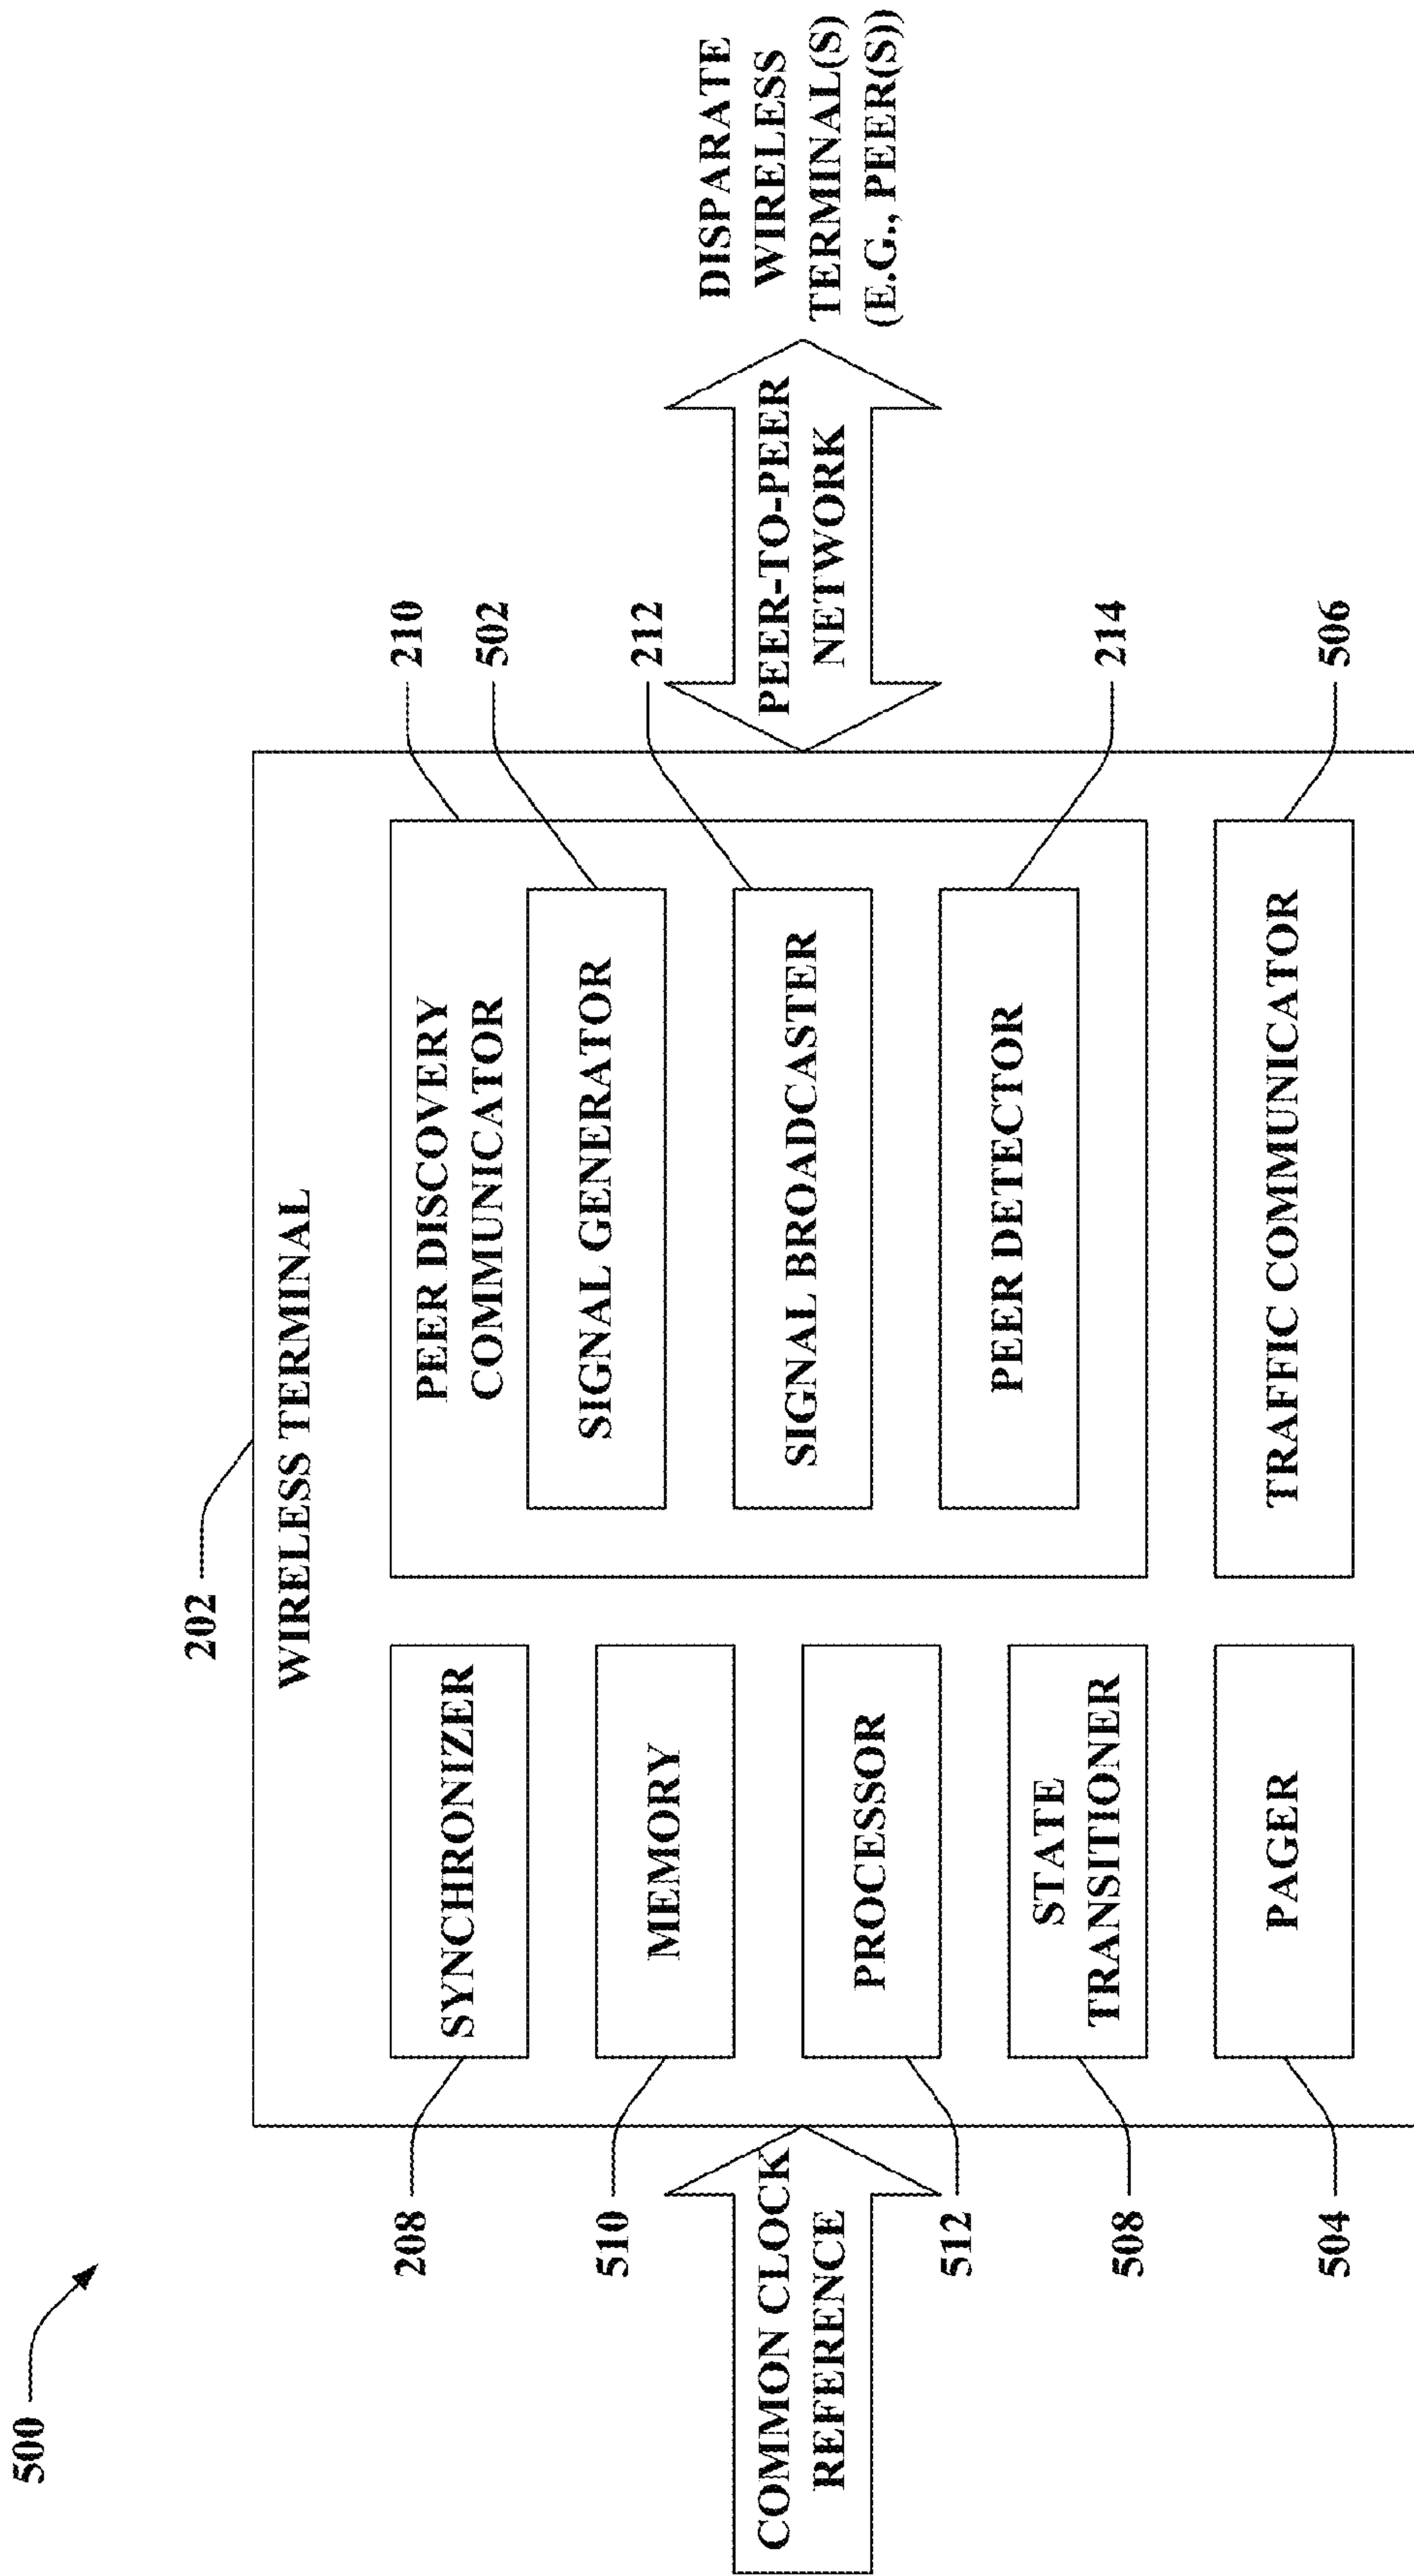 500
202
WIRELESS TERMINAL
208
SYNCHRONIZER
510
MEMORY
COMMON CLOCK
REFERENCE
512
PROCESSOR
508
STATE
TRANSITIONER
504
PAGER
PEER DISCOVERY
COMMUNICATOR
210
SIGNAL GENERATOR
502
SIGNAL BROADCASTER
212
PEER DETECTOR
214
TRAFFIC COMMUNICATOR
506
PEER-TO-PEER
NETWORK
DISPARATE
WIRELESS
TERMINAL(S)
(E.G., PEER(S))